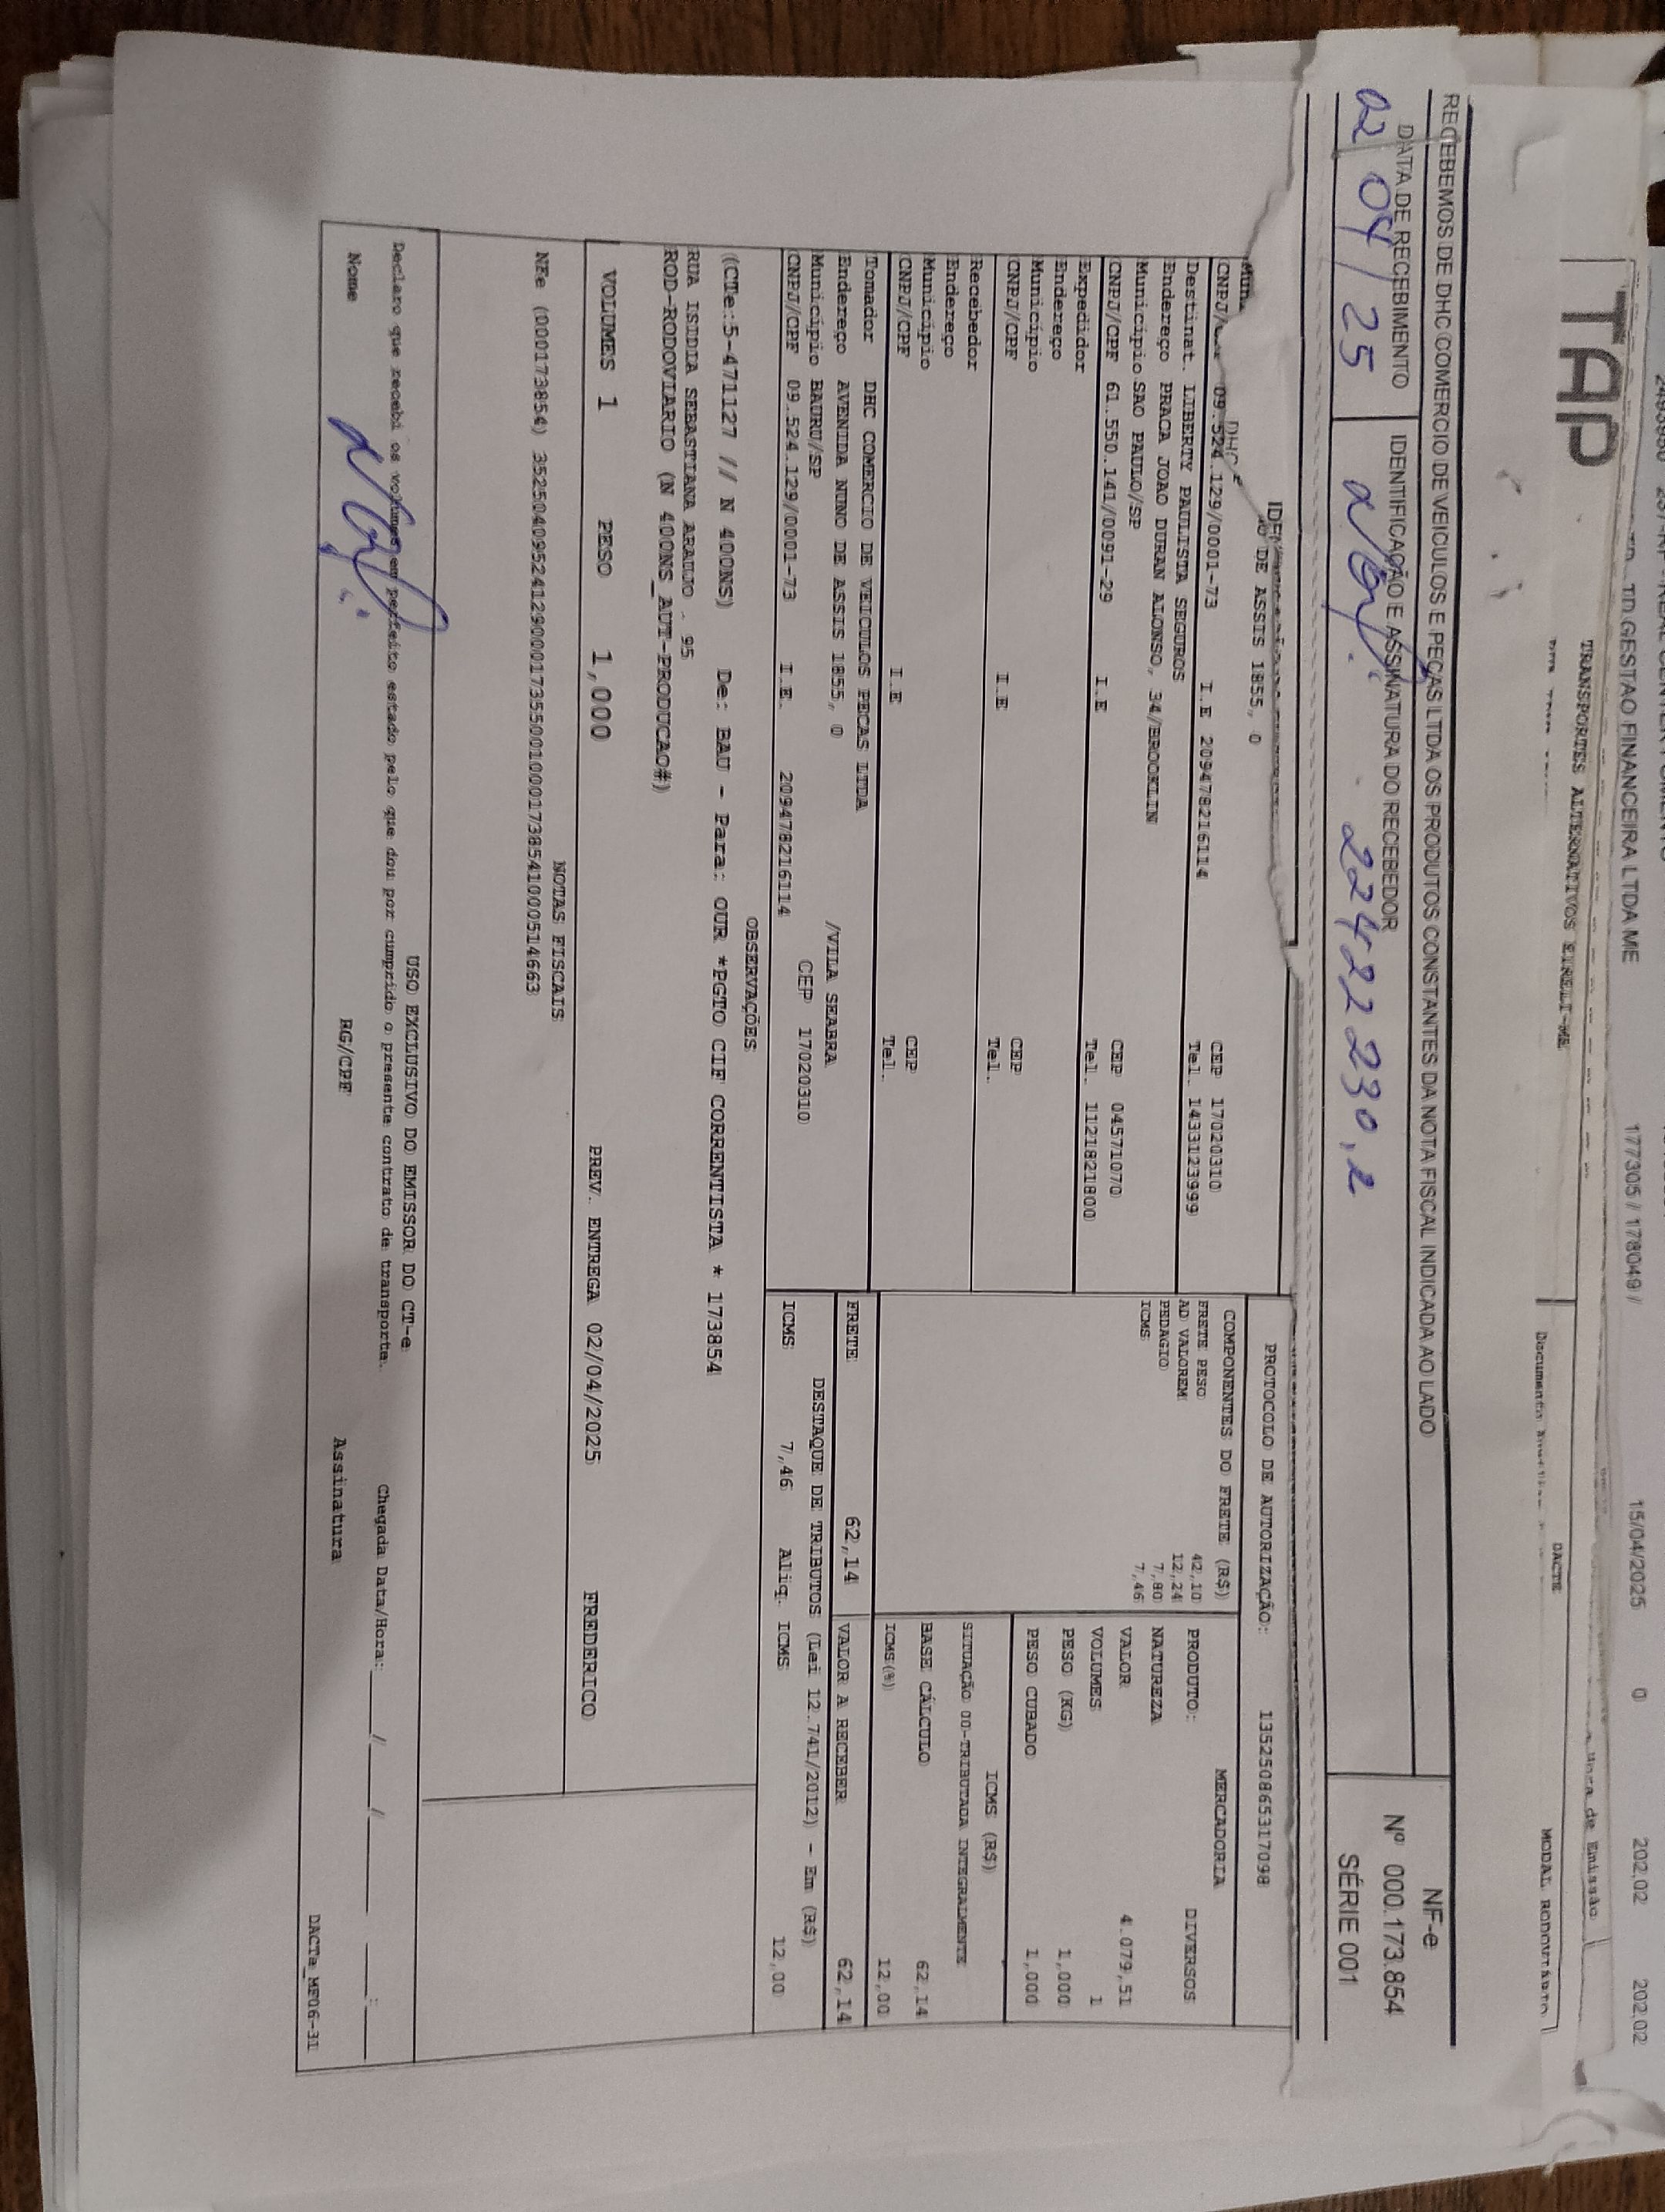 177305 / 178049 / 15/04/2025 0 202,02 202,02
TD GESTAO FINANCEIRA LTDA ME
TAP
TRANSPORTES ALTERNATIVOS EIRELI-ME
DACTE
MODAL RODOVIARIO
RECEBEMOS DE DHC COMERCIO DE VEICULOS E PEÇAS LTDA OS PRODUTOS CONSTANTES DA NOTA FISCAL INDICADA AO LADO
DATA DE RECEBIMENTO
IDENTIFICAÇÃO E ASSINATURA DO RECEBEDOR
02/04/25
22422230,2
NF-e
Nº 000.173.854
SÉRIE 001
DE ASSIS 1855, 0
CNPJ/ 09.524.129/0001-73 I.E 209478216114
CEP 17020310
Tel. 1433123999
Destinat. LIBERTY PAULISTA SEGUROS
Endereço PRACA JOAO DURAN ALONSO, 34/BROOKLIN
Município SAO PAULO/SP
CEP 04571070
CNPJ/CPF 61.550.141/0091-29 I.E
Tel. 1121821800
Expedidor
Endereço
Município
CEP
CNPJ/CPF I.E
Tel.
Recebedor
Endereço
Município
CEP
CNPJ/CPF I.E
Tel.
Tomador DHC COMERCIO DE VEICULOS PECAS LTDA
Endereço AVENIDA NUNO DE ASSIS 1855, 0 /VILA SEABRA
Município BAURU/SP CEP 17020310
CNPJ/CPF 09.524.129/0001-73 I.E. 209478216114
PROTOCOLO DE AUTORIZAÇÃO: 135250865317098
COMPONENTES DO FRETE (R$)
FRETE PESO 42,10
AD VALOREM 12,24
PEDAGIO 7,80
ICMS 7,46
MERCADORIA
PRODUTO: DIVERSOS
NATUREZA
VALOR 4.079,51
VOLUMES 1
PESO (KG) 1,000
PESO CUBADO 1,000
ICMS (R$)
SITUAÇÃO 00-TRIBUTADA INTEGRALMENTE
BASE CÁLCULO 62,14
ICMS(%) 12,00
FRETE 62,14
VALOR A RECEBER 62,14
DESTAQUE DE TRIBUTOS (Lei 12.741/2012) - Em (R$)
ICMS 7,46 Aliq. ICMS 12,00
OBSERVAÇÕES
(CTe:5-471127 // N 400NS) De: BAU - Para: OUR *PGTO CIF CORRENTISTA * 173854
RUA ISIDIA SEBASTIANA ARAUJO . 95
ROD-RODOVIARIO (N 400NS_AUT-PRODUCAO#)
VOLUMES 1 PESO 1,000 PREV. ENTREGA 02/04/2025 FREDERICO
NOTAS FISCAIS
NFe (000173854) 35250409524129000173550010001738541000514663
USO EXCLUSIVO DO EMISSOR DO CT-e
Declaro que recebi os volumes em perfeito estado pelo que dou por cumprido o presente contrato de transporte. Chegada Data/Hora: ____/____/____ ____:____
Nome RG/CPF Assinatura
DACTe_MF06-31